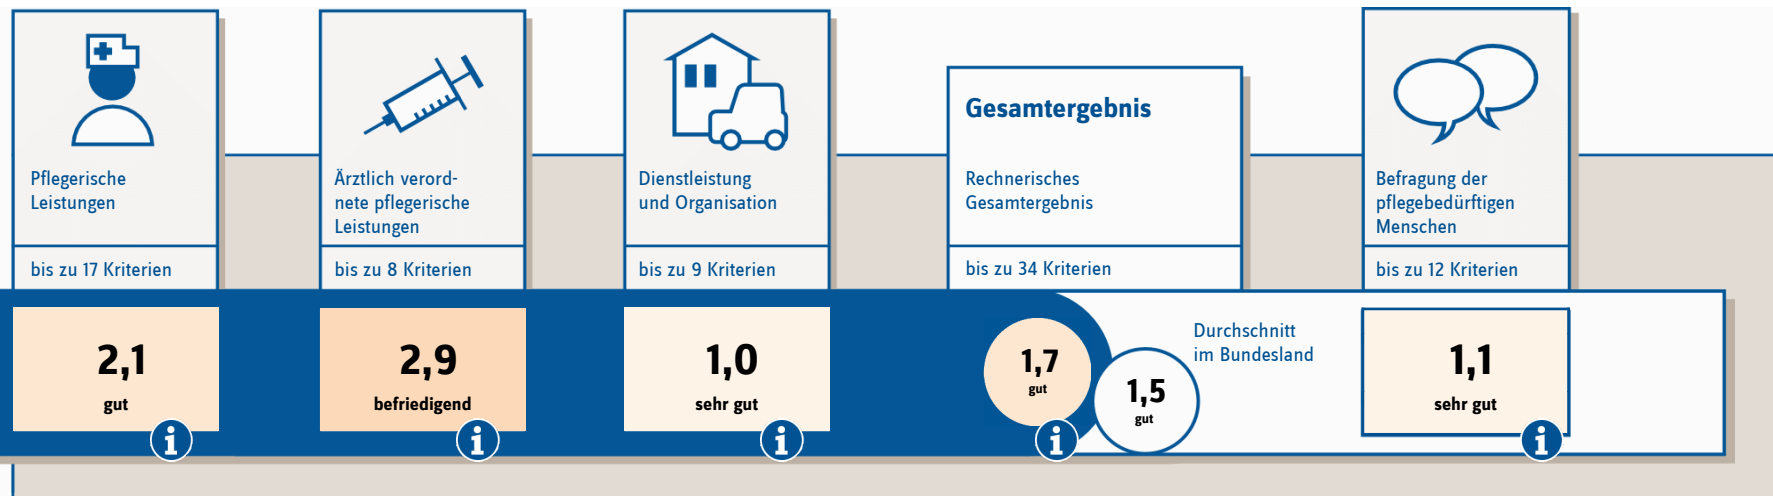 Pflegerische
Leistungen
bis zu 17 Kriterien
2,1
gut
i
Ärztlich verord-
nete pflegerische
Leistungen
bis zu 8 Kriterien
2,9
befriedigend
i
Dienstleistung
und Organisation
bis zu 9 Kriterien
1,0
sehr gut
i
Gesamtergebnis
Rechnerisches
Gesamtergebnis
bis zu 34 Kriterien
1,7
gut
i
1,5
gut
Durchschnitt
im Bundesland
Befragung der
pflegebedürftigen
Menschen
bis zu 12 Kriterien
1,1
sehr gut
i